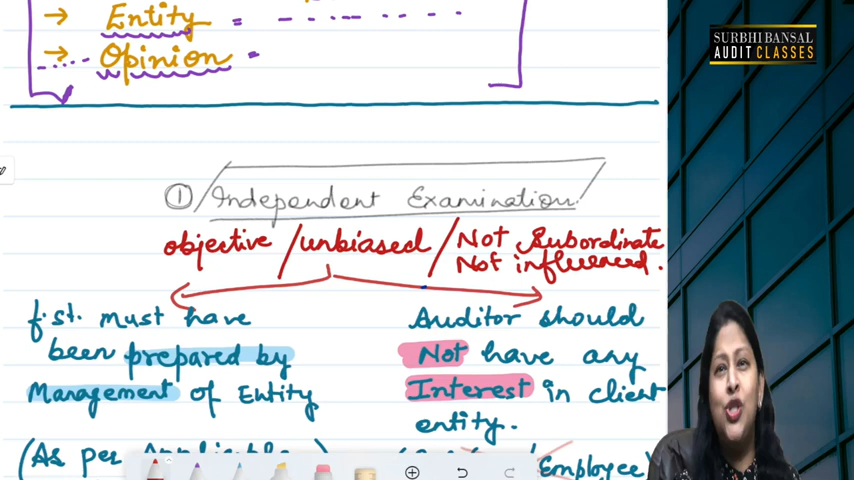 → Entity =
→ Opinion =
SURBHI BANSAL
AUDIT CLASSES
① Independent Examination
objective / unbiased / Not Subordinate
Not influenced.
f.st. must have
been prepared by
Management of Entity
(As per Applicable )
Auditor should
Not have any
Interest in client
entity.
Employee)